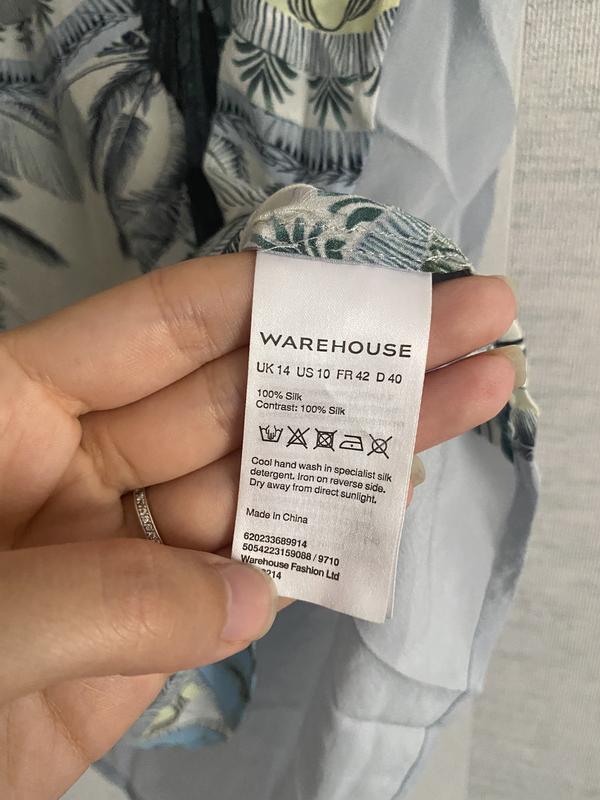 WAREHOUSE
UK 14 US 10 FR 42 D 40
100% Silk
Contrast: 100% Silk
Cool hand wash in specialist silk
detergent. Iron on reverse side.
Dry away from direct sunlight.
Made in China
620233689914
5054223159088 / 9710
Warehouse Fashion Ltd